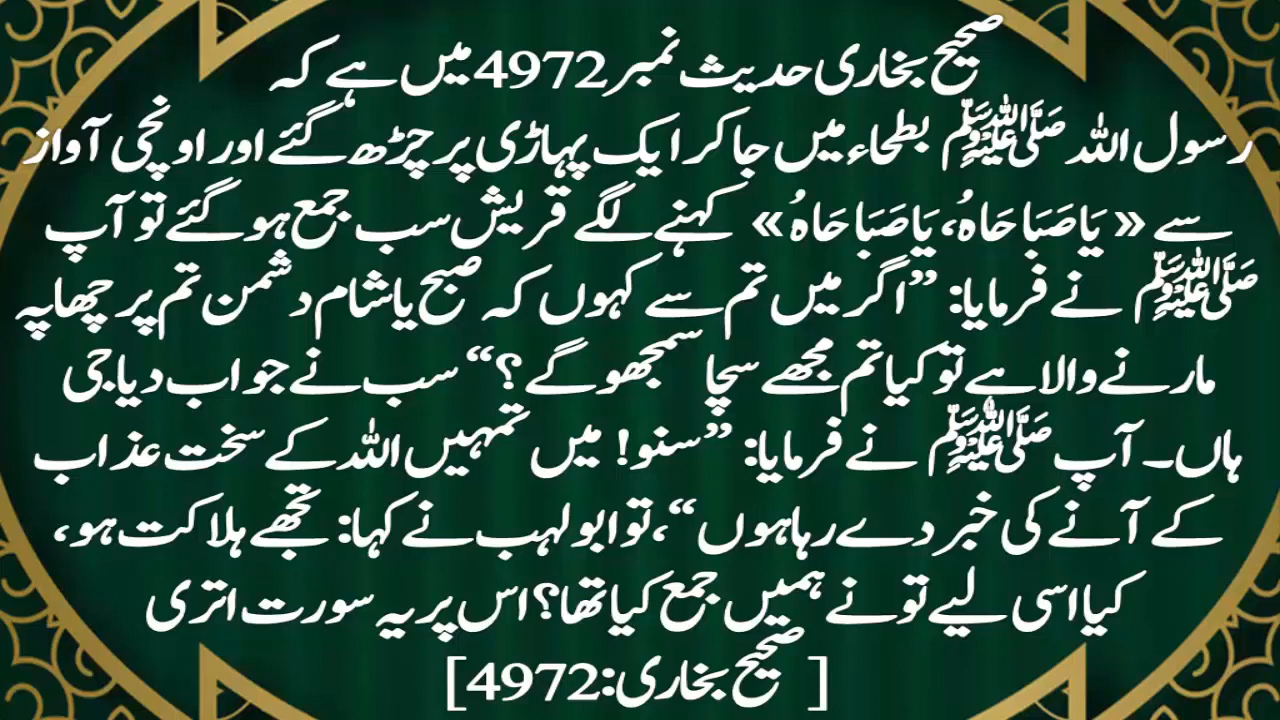 صحیح بخاری حدیث نمبر 4972 میں ہے کہ
رسول اللہ ﷺ بطحاء میں جا کر ایک پہاڑی پر چڑھ گئے اور اونچی آواز
سے « یَا صَبَاحَاہُ، یَا صَبَاحَاہُ » کہنے لگے قریش سب جمع ہو گئے تو آپ
ﷺ نے فرمایا: ”اگر میں تم سے کہوں کہ صبح یا شام دشمن تم پر چھاپہ
مارنے والا ہے تو کیا تم مجھے سچا سمجھو گے؟“ سب نے جواب دیا جی
ہاں۔ آپ ﷺ نے فرمایا: ”سنو! میں تمہیں اللہ کے سخت عذاب
کے آنے کی خبر دے رہا ہوں“، تو ابولہب نے کہا: تجھے ہلاکت ہو،
کیا اسی لیے تو نے ہمیں جمع کیا تھا؟ اس پر یہ سورت اتری
[صحیح بخاری:4972]